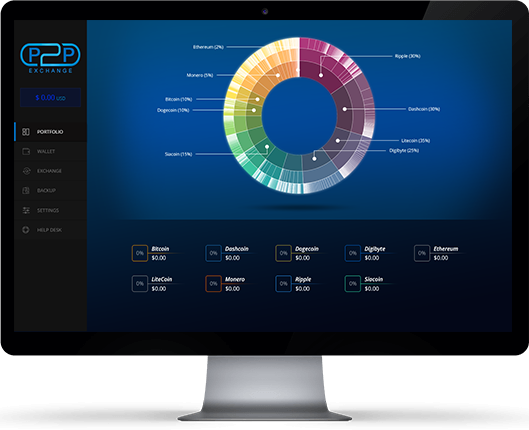 P2P
EXCHANGE
$ 0.00 USD
PORTFOLIO
WALLET
EXCHANGE
BACKUP
SETTINGS
HELP DESK
Ethereum (2%)
Ripple (30%)
Monero (5%)
Bitcoin (10%)
Dashcoin (30%)
Dogecoin (10%)
Litecoin (35%)
Siacoin (15%)
Digibyte (25%)
0% Bitcoin $0.00
0% Dashcoin $0.00
0% Dogecoin $0.00
0% Digibyte $0.00
0% Ethereum $0.00
0% LiteCoin $0.00
0% Monero $0.00
0% Ripple $0.00
0% Siacoin $0.00